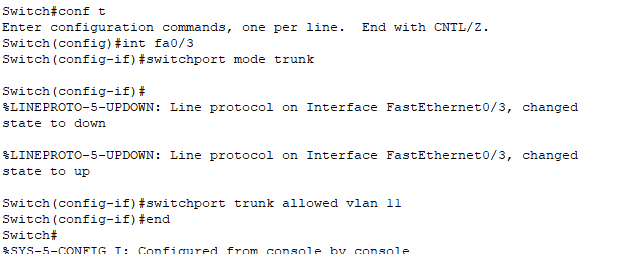 Switch#conf t
Enter configuration commands, one per line.  End with CNTL/Z.
Switch(config)#int fa0/3
Switch(config-if)#switchport mode trunk
Switch(config-if)#
%LINEPROTO-5-UPDOWN: Line protocol on Interface FastEthernet0/3, changed
state to down
%LINEPROTO-5-UPDOWN: Line protocol on Interface FastEthernet0/3, changed
state to up
Switch(config-if)#switchport trunk allowed vlan 11
Switch(config-if)#end
Switch#
%SYS-5-CONFIG_I: Configured from console by console